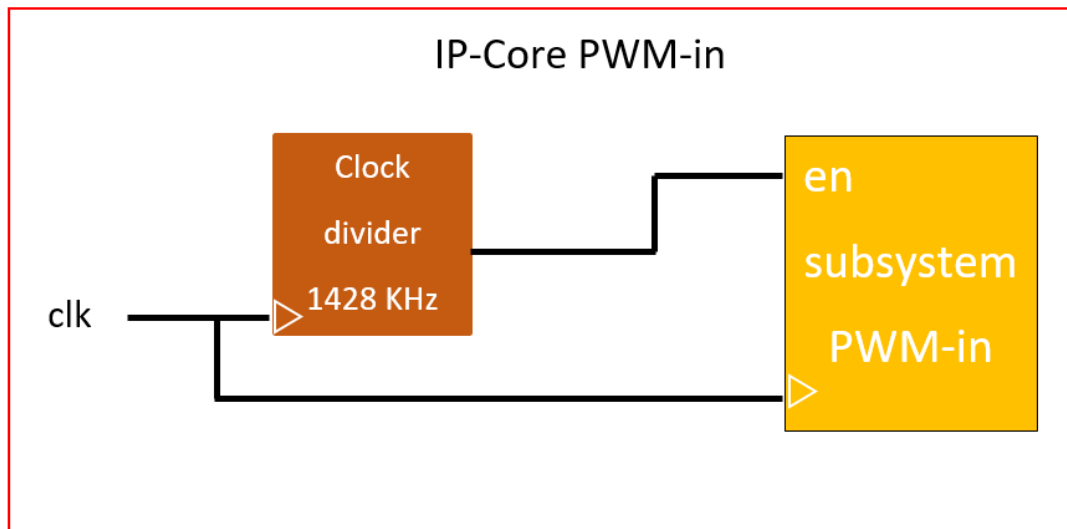 IP-Core PWM-in
Clock
divider
1428 KHz
clk
en
subsystem
PWM-in